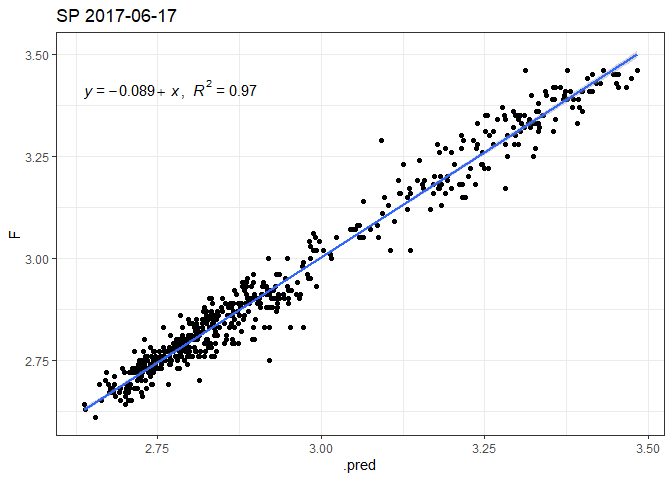 SP 2017-06-17
3.50
y = −0.089 + x , R² = 0.97
3.25
F
3.00
2.75
2.75 3.00 3.25 3.50
.pred